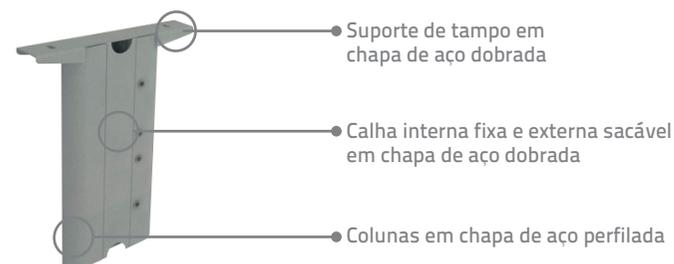 Suporte de tampo em
chapa de aço dobrada
Calha interna fixa e externa sacável
em chapa de aço dobrada
Colunas em chapa de aço perfilada